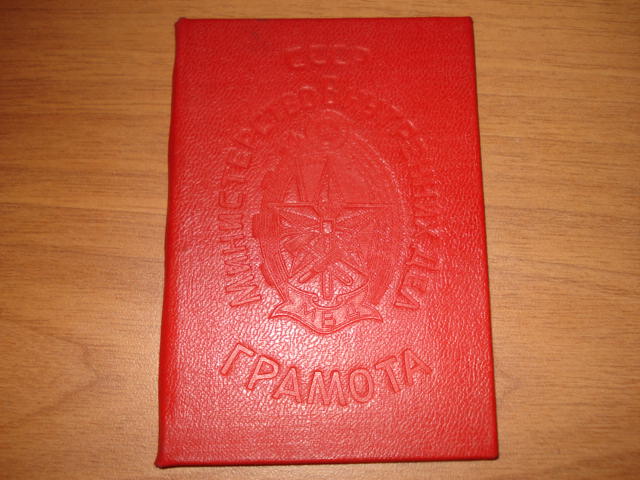 СССР
МИНИСТЕРСТВО ВНУТРЕННИХ ДЕЛ
МВД
ГРАМОТА